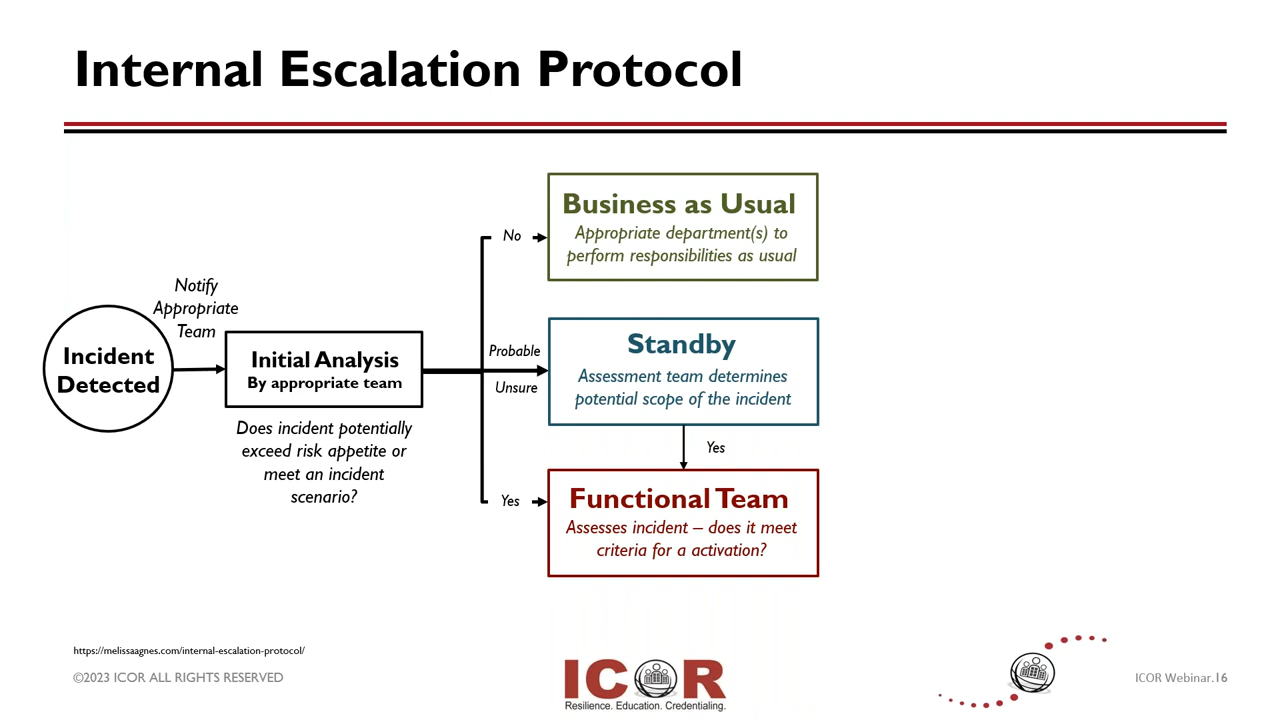 Internal Escalation Protocol
Incident
Detected
Notify
Appropriate
Team
Initial Analysis
By appropriate team
Does incident potentially
exceed risk appetite or
meet an incident
scenario?
No
Business as Usual
Appropriate department(s) to
perform responsibilities as usual
Probable
Unsure
Standby
Assessment team determines
potential scope of the incident
Yes
Yes
Functional Team
Assesses incident – does it meet
criteria for a activation?
https://melissaagnes.com/internal-escalation-protocol/
©2023 ICOR ALL RIGHTS RESERVED
ICOR
Resilience. Education. Credentialing.
ICOR Webinar.16